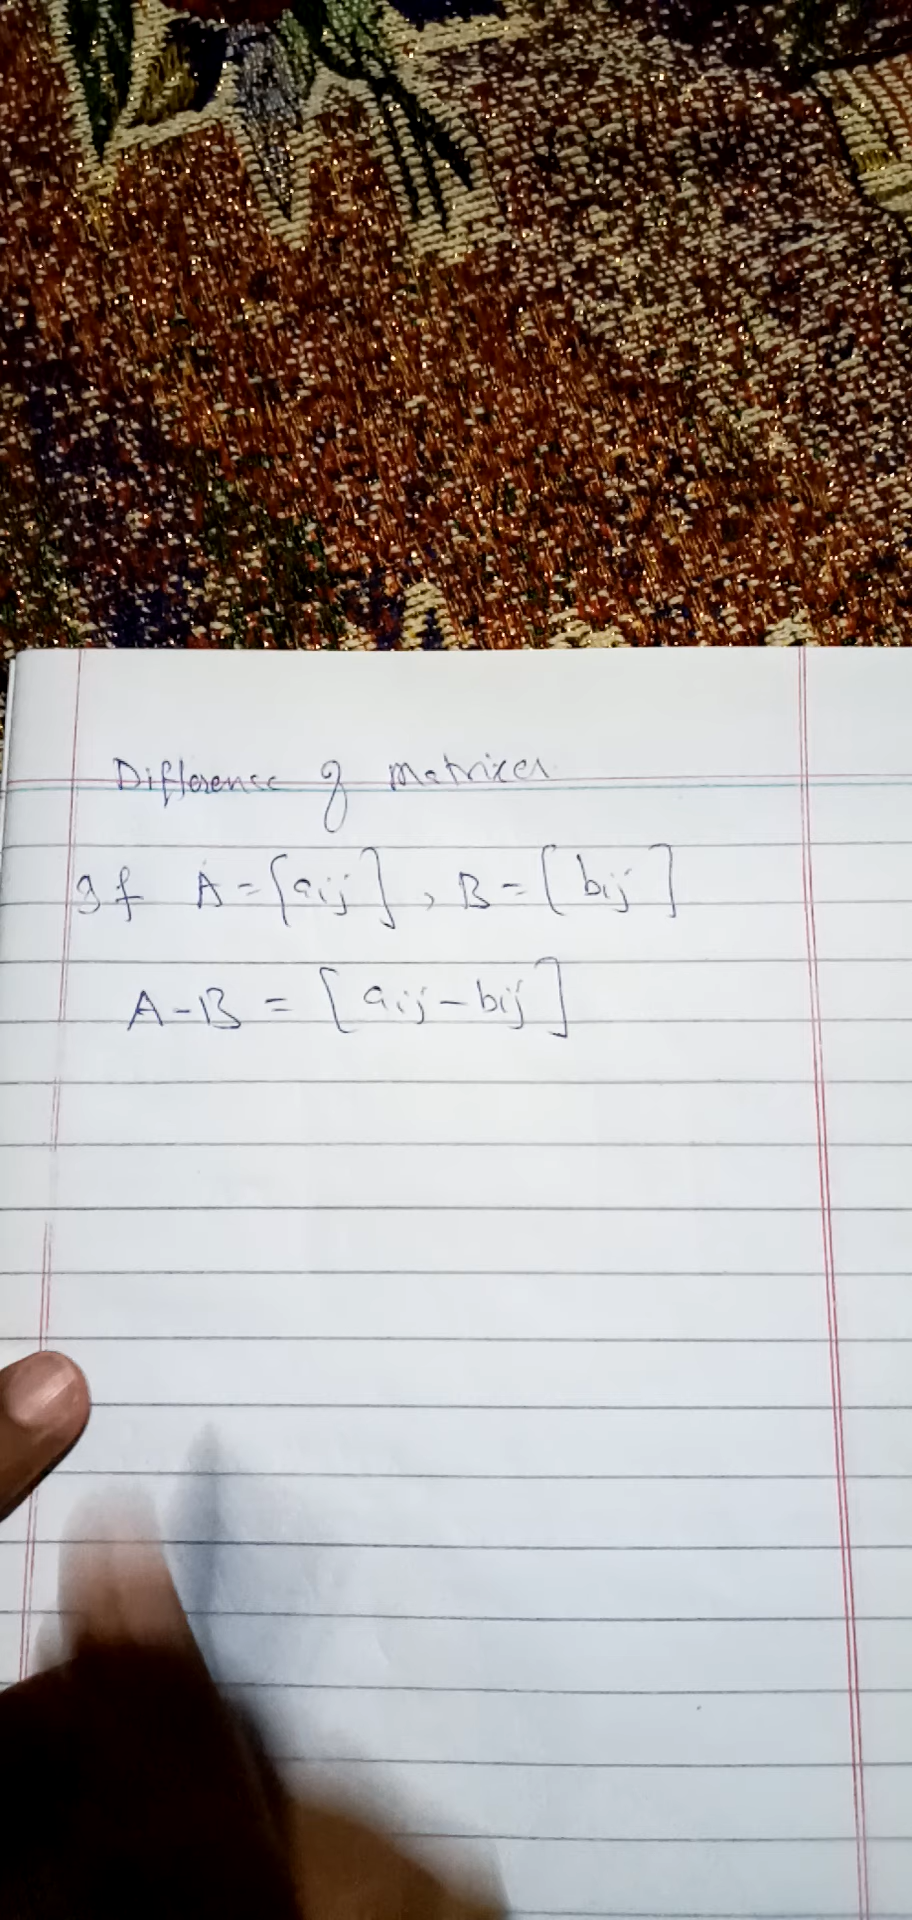 Difference of matrices
If A = [aij], B = [bij]
A-B = [aij-bij]